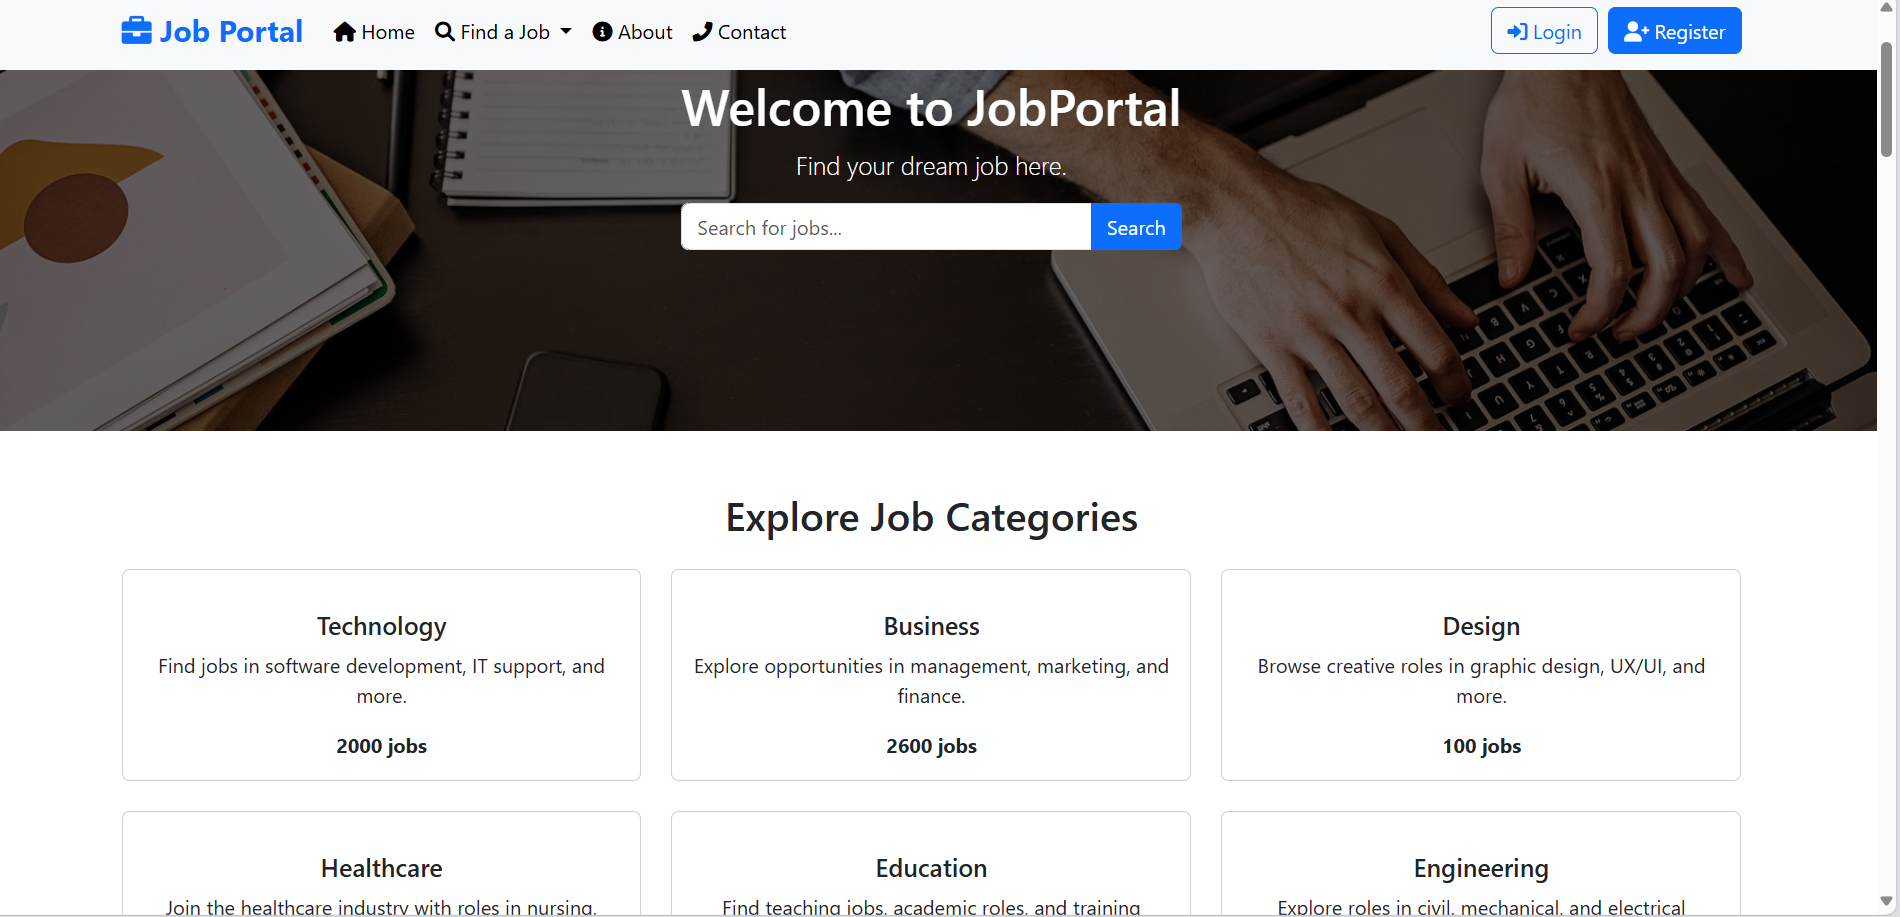 Job Portal
Home
Find a Job
About
Contact
Login
Register
Welcome to JobPortal
Find your dream job here.
Search for jobs...
Search
Explore Job Categories
Technology
Find jobs in software development, IT support, and
more.
2000 jobs
Business
Explore opportunities in management, marketing, and
finance.
2600 jobs
Design
Browse creative roles in graphic design, UX/UI, and
more.
100 jobs
Healthcare
Join the healthcare industry with roles in nursing,
Education
Find teaching jobs, academic roles, and training
Engineering
Explore roles in civil, mechanical, and electrical